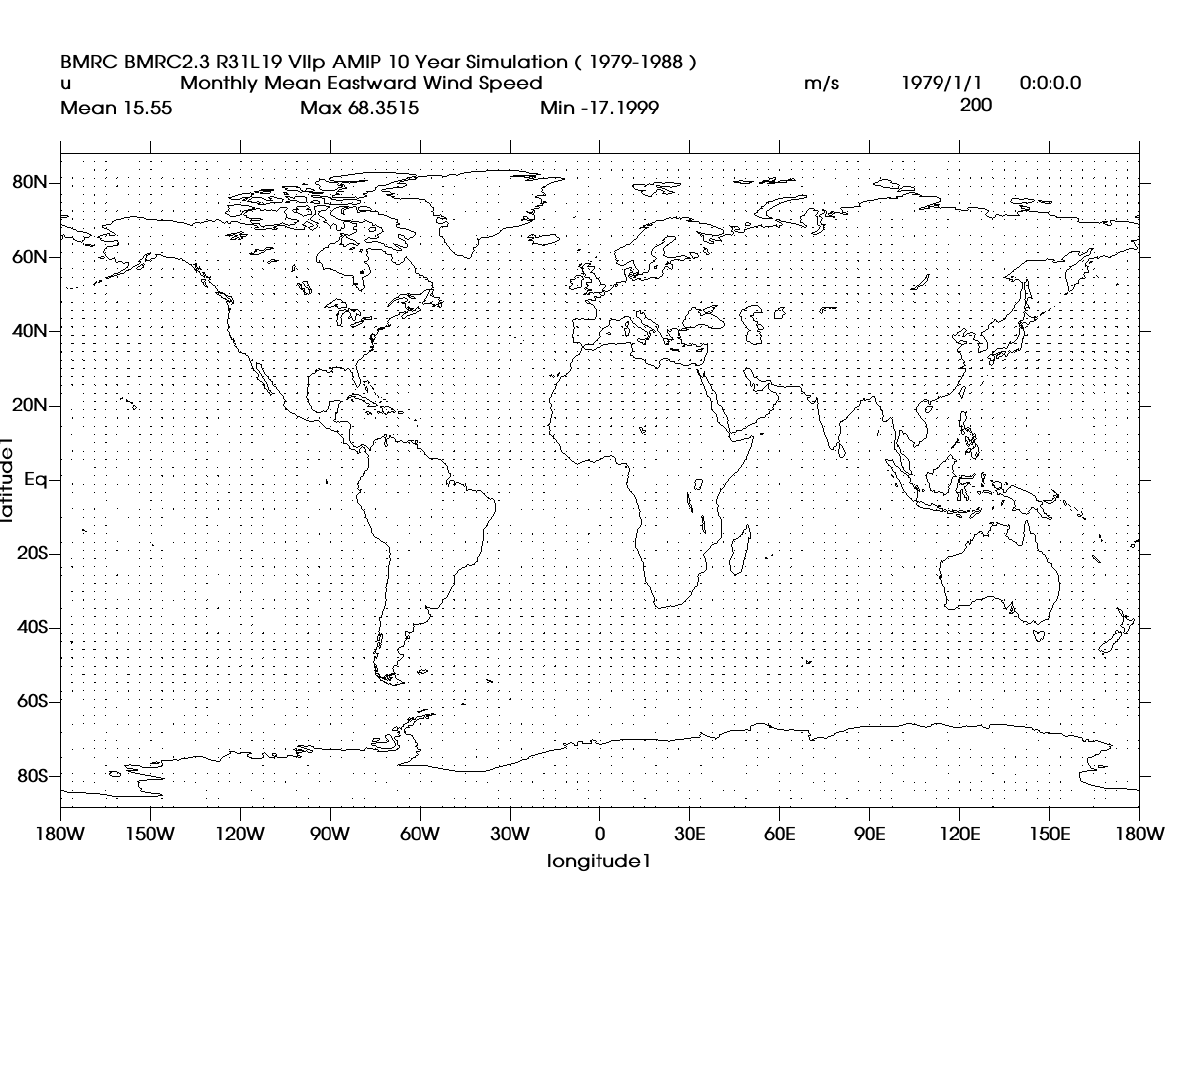 BMRC BMRC2.3 R31L19 VIIp AMIP 10 Year Simulation ( 1979-1988 )
u Monthly Mean Eastward Wind Speed m/s 1979/1/1 0:0:0.0
Mean 15.55 Max 68.3515 Min -17.1999 200
80N
60N
40N
20N
Eq
20S
40S
60S
80S
latitude1
180W 150W 120W 90W 60W 30W 0 30E 60E 90E 120E 150E 180W
longitude1